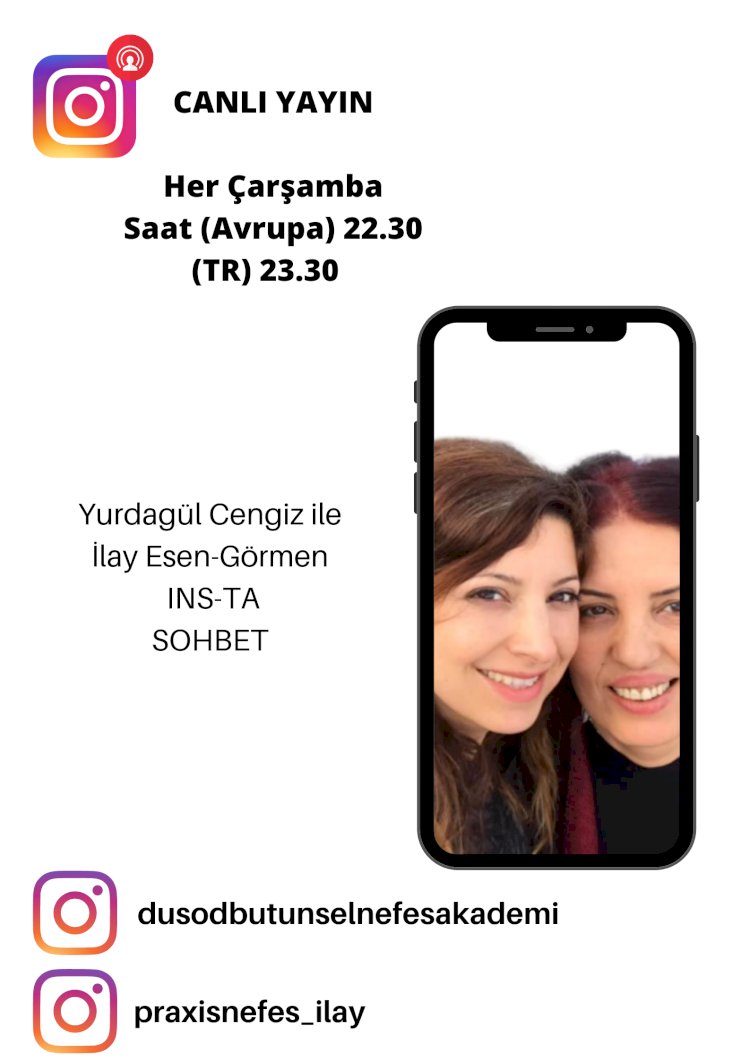 CANLI YAYIN
Her Çarşamba
Saat (Avrupa) 22.30
(TR) 23.30
Yurdagül Cengiz ile
İlay Esen-Görmen
INS-TA
SOHBET
dusodbutunselnefesakademi
praxisnefes_ilay